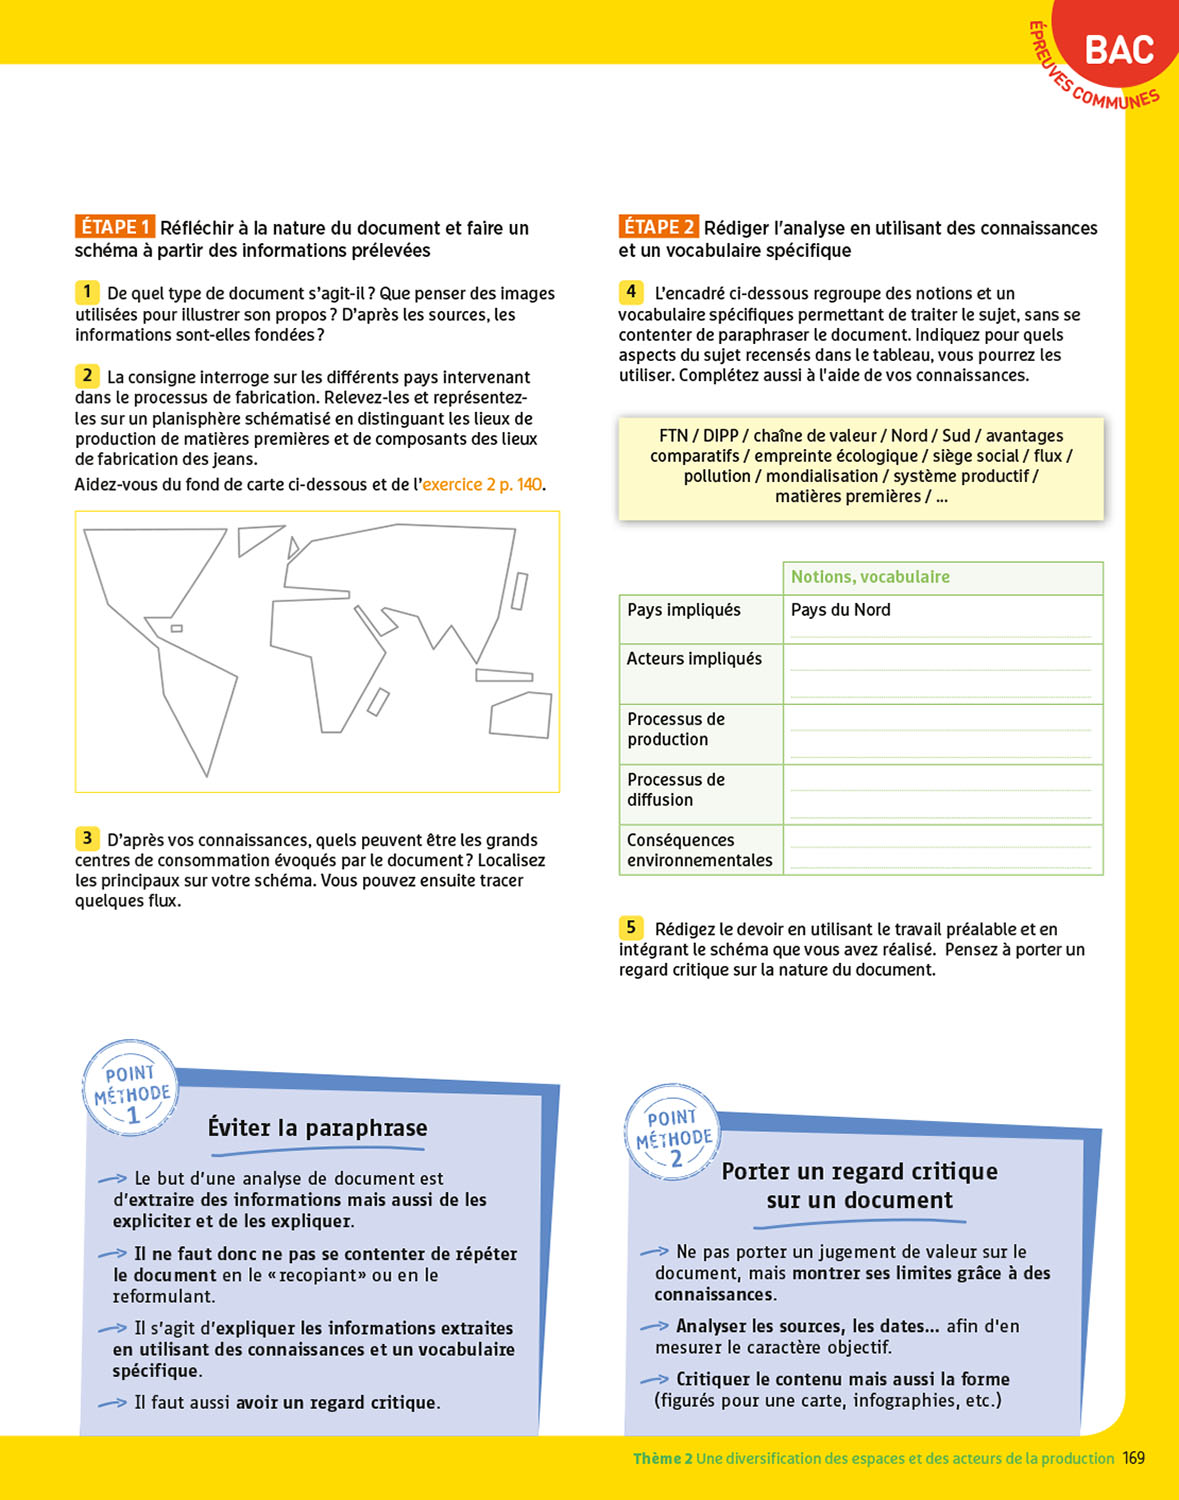 BAC
ÉPREUVES COMMUNES
ÉTAPE 1 Réfléchir à la nature du document et faire un
schéma à partir des informations prélevées
1 De quel type de document s'agit-il ? Que penser des images
utilisées pour illustrer son propos ? D'après les sources, les
informations sont-elles fondées ?
2 La consigne interroge sur les différents pays intervenant
dans le processus de fabrication. Relevez-les et représentez-
les sur un planisphère schématisé en distinguant les lieux de
production de matières premières et de composants des lieux
de fabrication des jeans.
Aidez-vous du fond de carte ci-dessous et de l'exercice 2 p. 140.
3 D'après vos connaissances, quels peuvent être les grands
centres de consommation évoqués par le document ? Localisez
les principaux sur votre schéma. Vous pouvez ensuite tracer
quelques flux.
ÉTAPE 2 Rédiger l'analyse en utilisant des connaissances
et un vocabulaire spécifique
4 L'encadré ci-dessous regroupe des notions et un
vocabulaire spécifiques permettant de traiter le sujet, sans se
contenter de paraphraser le document. Indiquez pour quels
aspects du sujet recensés dans le tableau, vous pourrez les
utiliser. Complétez aussi à l'aide de vos connaissances.
FTN / DIPP / chaîne de valeur / Nord / Sud / avantages
comparatifs / empreinte écologique / siège social / flux /
pollution / mondialisation / système productif /
matières premières / ...
Notions, vocabulaire
Pays impliqués
Pays du Nord
Acteurs impliqués
Processus de
production
Processus de
diffusion
Conséquences
environnementales
5 Rédigez le devoir en utilisant le travail préalable et en
intégrant le schéma que vous avez réalisé. Pensez à porter un
regard critique sur la nature du document.
POINT
MÉTHODE
1
Éviter la paraphrase
Le but d'une analyse de document est
d'extraire des informations mais aussi de les
expliciter et de les expliquer.
Il ne faut donc ne pas se contenter de répéter
le document en le « recopiant » ou en le
reformulant.
Il s'agit d'expliquer les informations extraites
en utilisant des connaissances et un vocabulaire
spécifique.
Il faut aussi avoir un regard critique.
POINT
MÉTHODE
2
Porter un regard critique
sur un document
Ne pas porter un jugement de valeur sur le
document, mais montrer ses limites grâce à des
connaissances.
Analyser les sources, les dates... afin d'en
mesurer le caractère objectif.
Critiquer le contenu mais aussi la forme
(figurés pour une carte, infographies, etc.)
Thème 2 Une diversification des espaces et des acteurs de la production 169